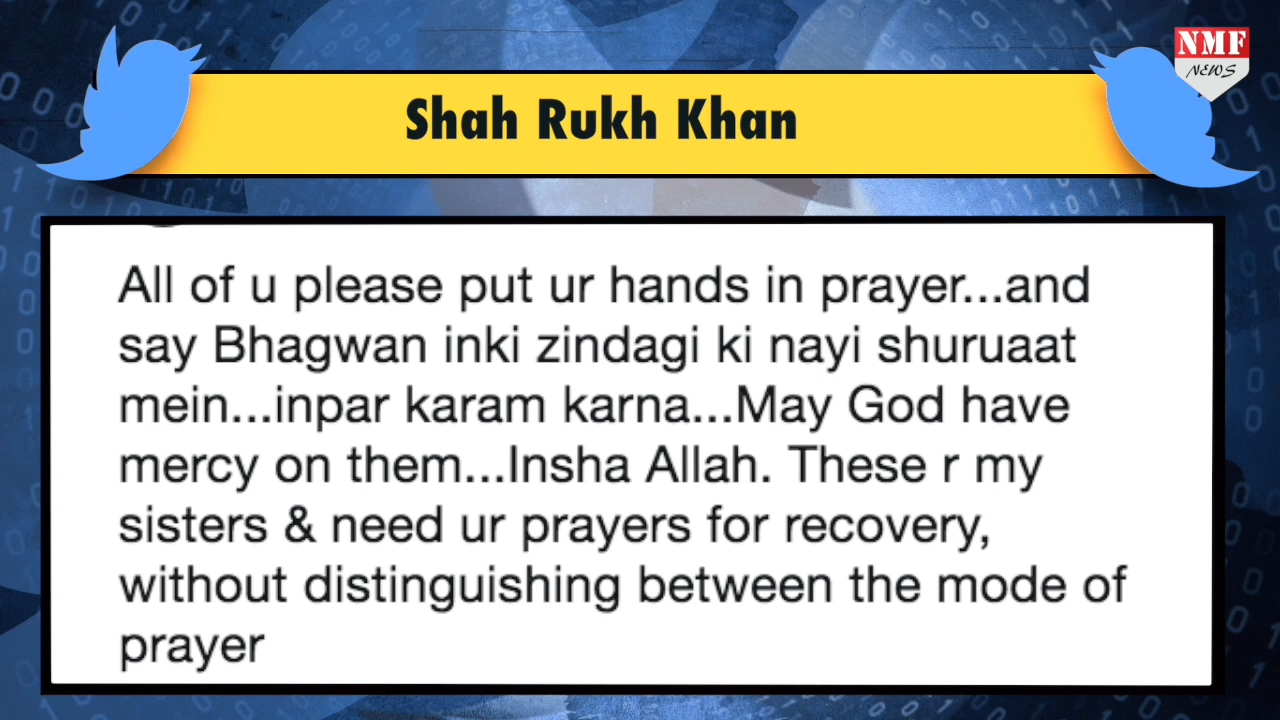 NMF
NEWS
Shah Rukh Khan
All of u please put ur hands in prayer...and
say Bhagwan inki zindagi ki nayi shuruaat
mein...inpar karam karna...May God have
mercy on them...Insha Allah. These r my
sisters & need ur prayers for recovery,
without distinguishing between the mode of
prayer